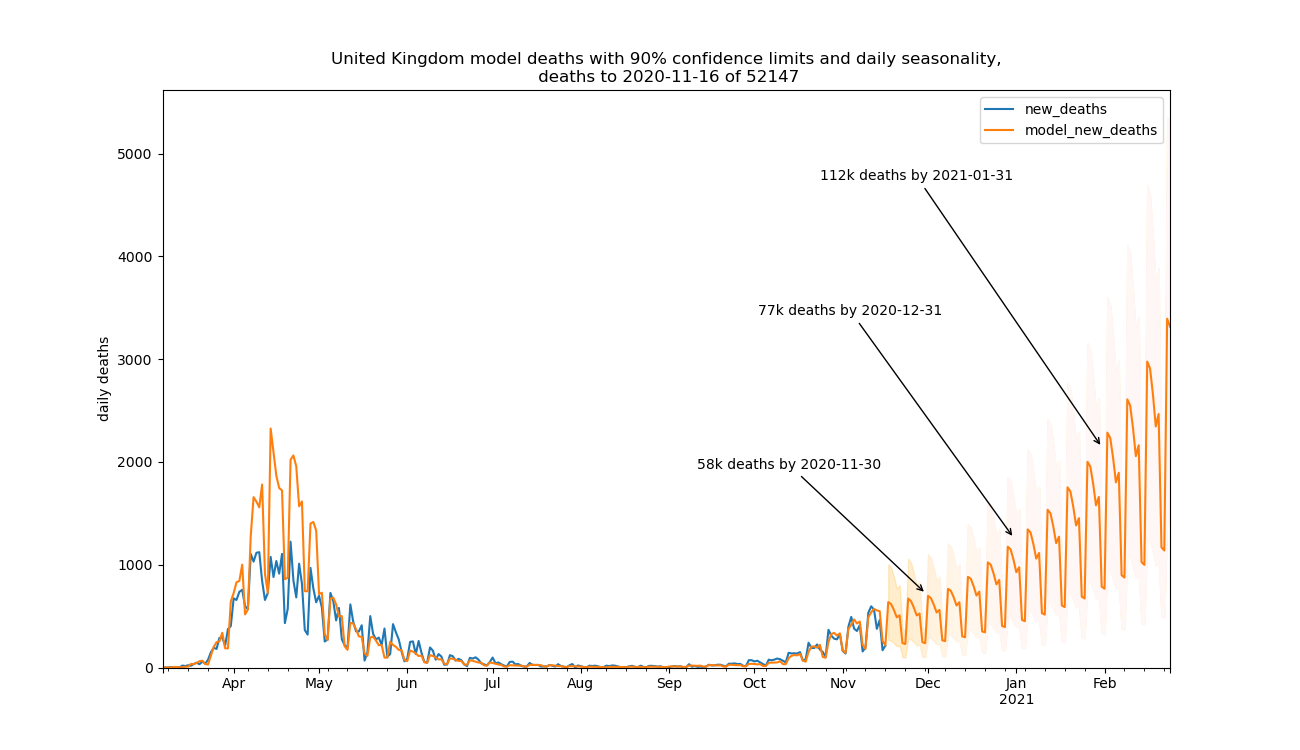 United Kingdom model deaths with 90% confidence limits and daily seasonality,
deaths to 2020-11-16 of 52147
new_deaths
model_new_deaths
5000
4000
3000
2000
1000
0
daily deaths
112k deaths by 2021-01-31
77k deaths by 2020-12-31
58k deaths by 2020-11-30
Apr May Jun Jul Aug Sep Oct Nov Dec Jan Feb
2021